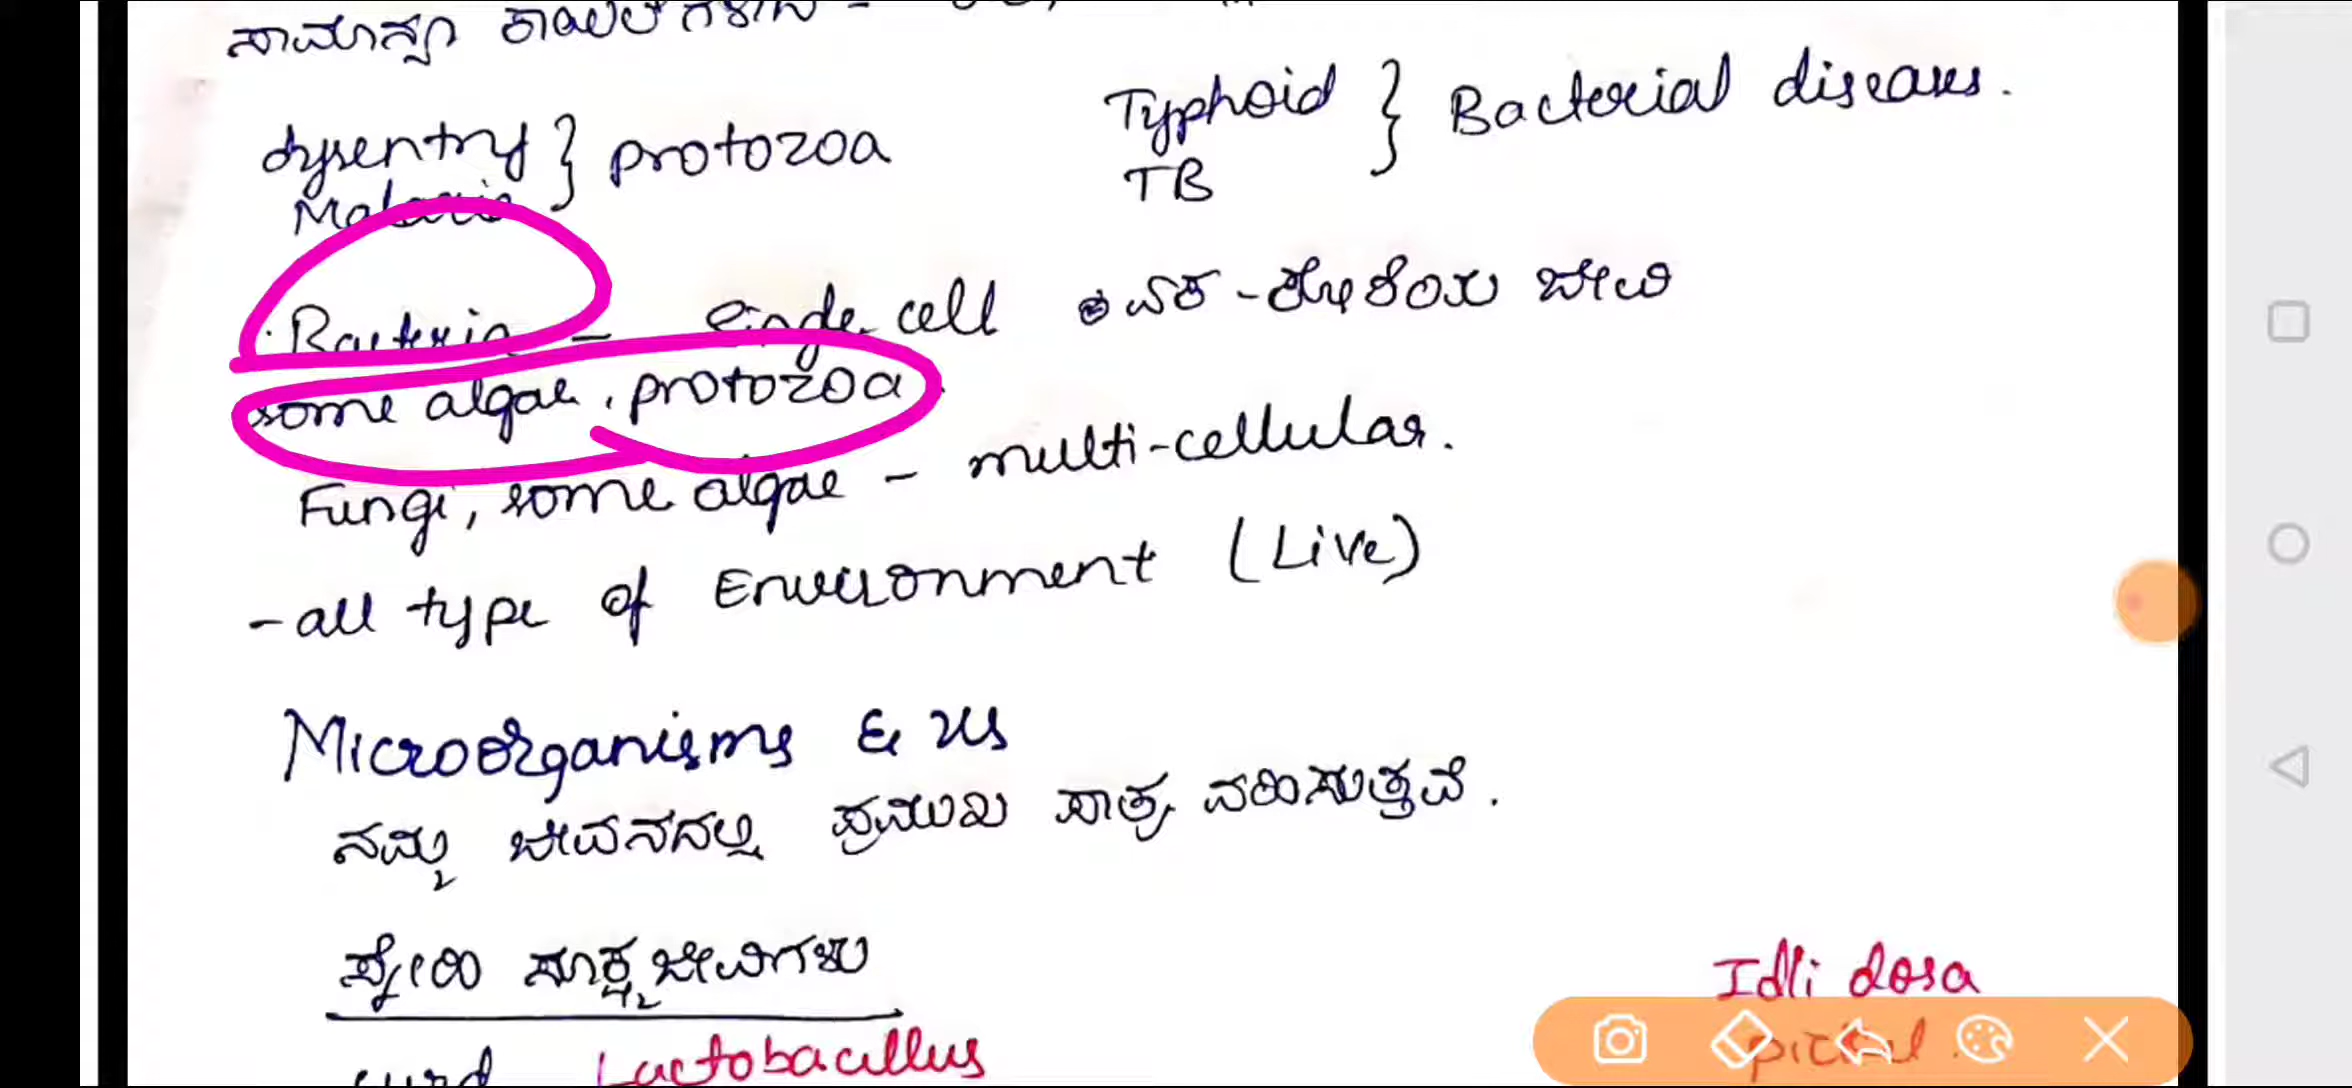 ಸಾಮಾನ್ಯ
dysentry } protozoa
Malaria
Typhoid } Bacterial diseases.
TB
. Bacteria - Single cell ಏಕ-ಕೋಶೀಯ ಜೀವಿ
some algae, protozoa.
Fungi, some algae - multi-cellular.
- all type of Environment (Live)
Microorganisms & us
ನಮ್ಮ ಜೀವನದಲ್ಲಿ ಪ್ರಮುಖ ಪಾತ್ರ ವಹಿಸುತ್ತವೆ.
ಸ್ನೇಹಿ ಸೂಕ್ಷ್ಮಜೀವಿಗಳು
Idli dosa
curd Lactobacillus